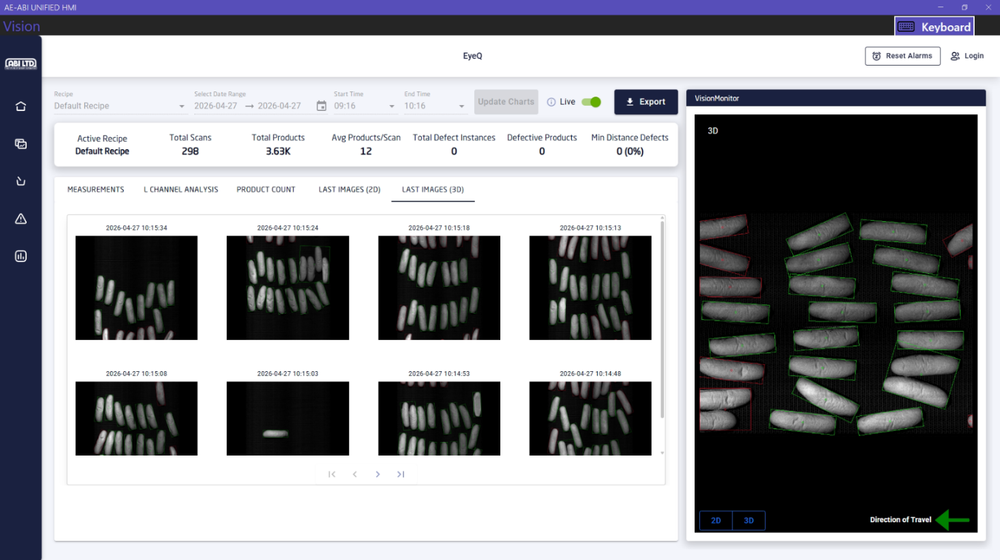 AE-ABI UNIFIED HMI
Vision
Keyboard
ABI LTD
EyeQ
Reset Alarms
Login
Recipe
Default Recipe
Select Date Range
2026-04-27 → 2026-04-27
Start Time
09:16
End Time
10:16
Update Charts
Live
Export
Active Recipe
Default Recipe
Total Scans
298
Total Products
3.63K
Avg Products/Scan
12
Total Defect Instances
0
Defective Products
0
Min Distance Defects
0 (0%)
MEASUREMENTS
L CHANNEL ANALYSIS
PRODUCT COUNT
LAST IMAGES (2D)
LAST IMAGES (3D)
2026-04-27 10:15:34
2026-04-27 10:15:24
2026-04-27 10:15:18
2026-04-27 10:15:13
2026-04-27 10:15:08
2026-04-27 10:15:03
2026-04-27 10:14:53
2026-04-27 10:14:48
VisionMonitor
3D
2D
3D
Direction of Travel